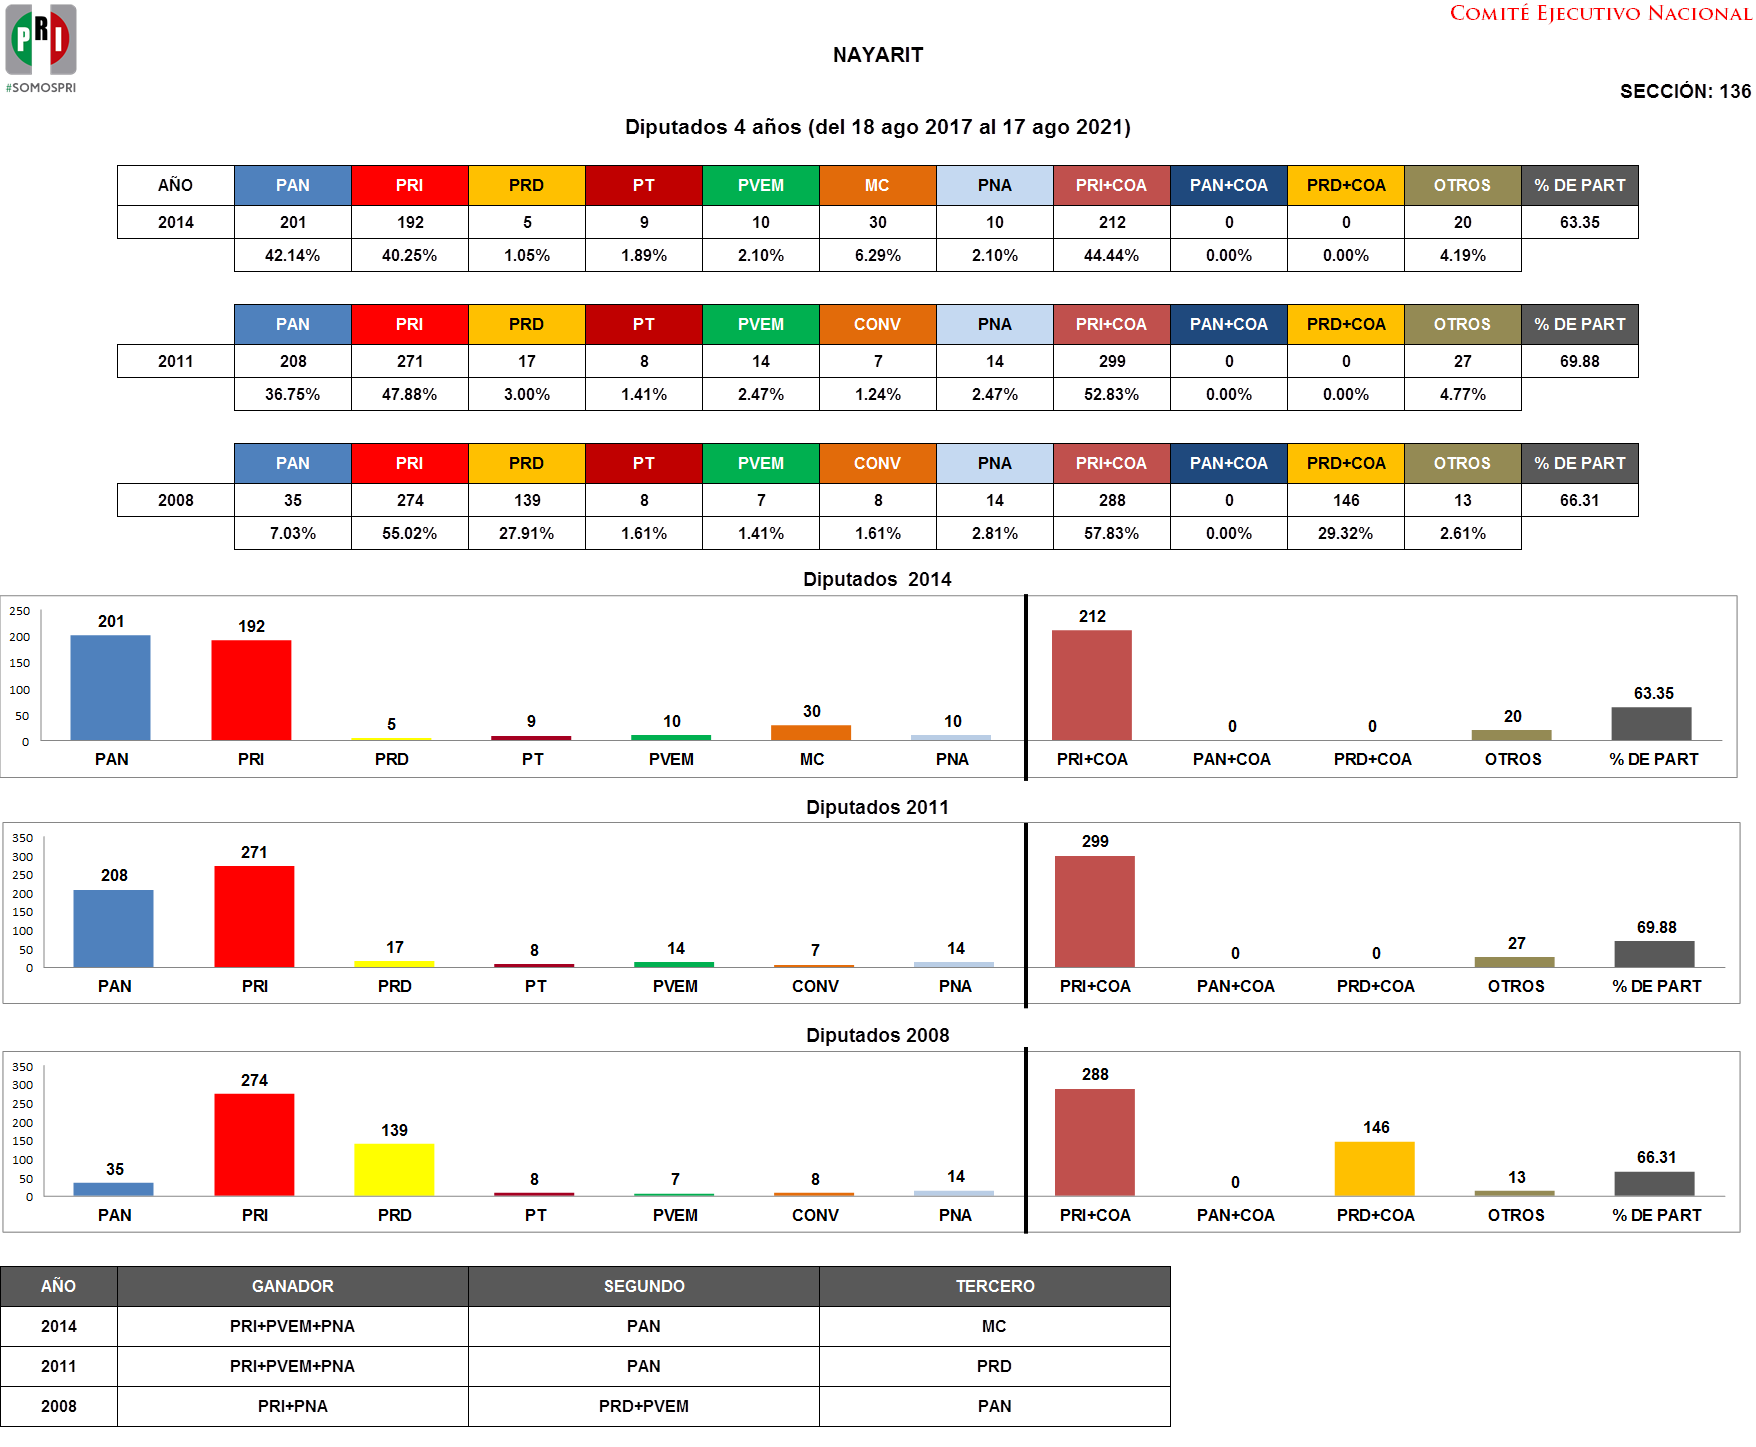 PRI
#SOMOSPRI
COMITÉ EJECUTIVO NACIONAL
NAYARIT
SECCIÓN: 136
Diputados 4 años (del 18 ago 2017 al 17 ago 2021)
AÑO PAN PRI PRD PT PVEM MC PNA PRI+COA PAN+COA PRD+COA OTROS % DE PART
2014 201 192 5 9 10 30 10 212 0 0 20 63.35
42.14% 40.25% 1.05% 1.89% 2.10% 6.29% 2.10% 44.44% 0.00% 0.00% 4.19%
PAN PRI PRD PT PVEM CONV PNA PRI+COA PAN+COA PRD+COA OTROS % DE PART
2011 208 271 17 8 14 7 14 299 0 0 27 69.88
36.75% 47.88% 3.00% 1.41% 2.47% 1.24% 2.47% 52.83% 0.00% 0.00% 4.77%
PAN PRI PRD PT PVEM CONV PNA PRI+COA PAN+COA PRD+COA OTROS % DE PART
2008 35 274 139 8 7 8 14 288 0 146 13 66.31
7.03% 55.02% 27.91% 1.61% 1.41% 1.61% 2.81% 57.83% 0.00% 29.32% 2.61%
Diputados 2014
250
200
150
100
50
0
201 192 5 9 10 30 10 212 0 0 20 63.35
PAN PRI PRD PT PVEM MC PNA PRI+COA PAN+COA PRD+COA OTROS % DE PART
Diputados 2011
350
300
250
200
150
100
50
0
208 271 17 8 14 7 14 299 0 0 27 69.88
PAN PRI PRD PT PVEM CONV PNA PRI+COA PAN+COA PRD+COA OTROS % DE PART
Diputados 2008
350
300
250
200
150
100
50
0
35 274 139 8 7 8 14 288 0 146 13 66.31
PAN PRI PRD PT PVEM CONV PNA PRI+COA PAN+COA PRD+COA OTROS % DE PART
AÑO GANADOR SEGUNDO TERCERO
2014 PRI+PVEM+PNA PAN MC
2011 PRI+PVEM+PNA PAN PRD
2008 PRI+PNA PRD+PVEM PAN